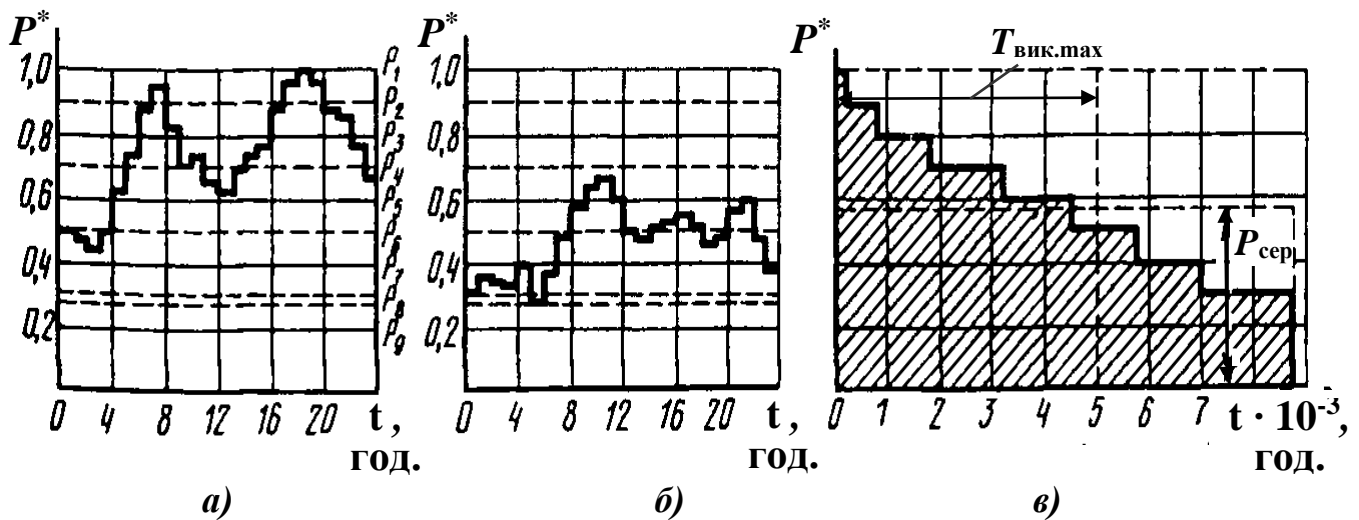 P*
1,0
0,8
0,6
0,4
0,2
P₁
P₂
P₃
P₄
P₅
P₆
P₇
P₈
P₉
0 4 8 12 16 20 t ,
год.
а)
P*
1,0
0,8
0,6
0,4
0,2
0 4 8 12 16 20 t ,
год.
б)
P*
Tвик.max
Pсер
0 1 2 3 4 5 6 7 t · 10⁻³,
год.
в)